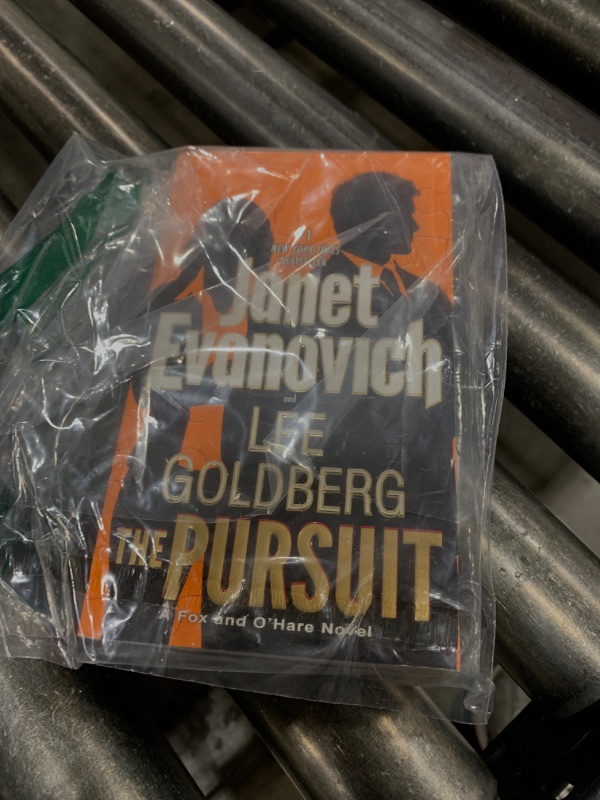 #1
NEW YORK TIMES
BESTSELLER
Janet
Evanovich
and
LEE
GOLDBERG
THE PURSUIT
A Fox and O'Hare Novel